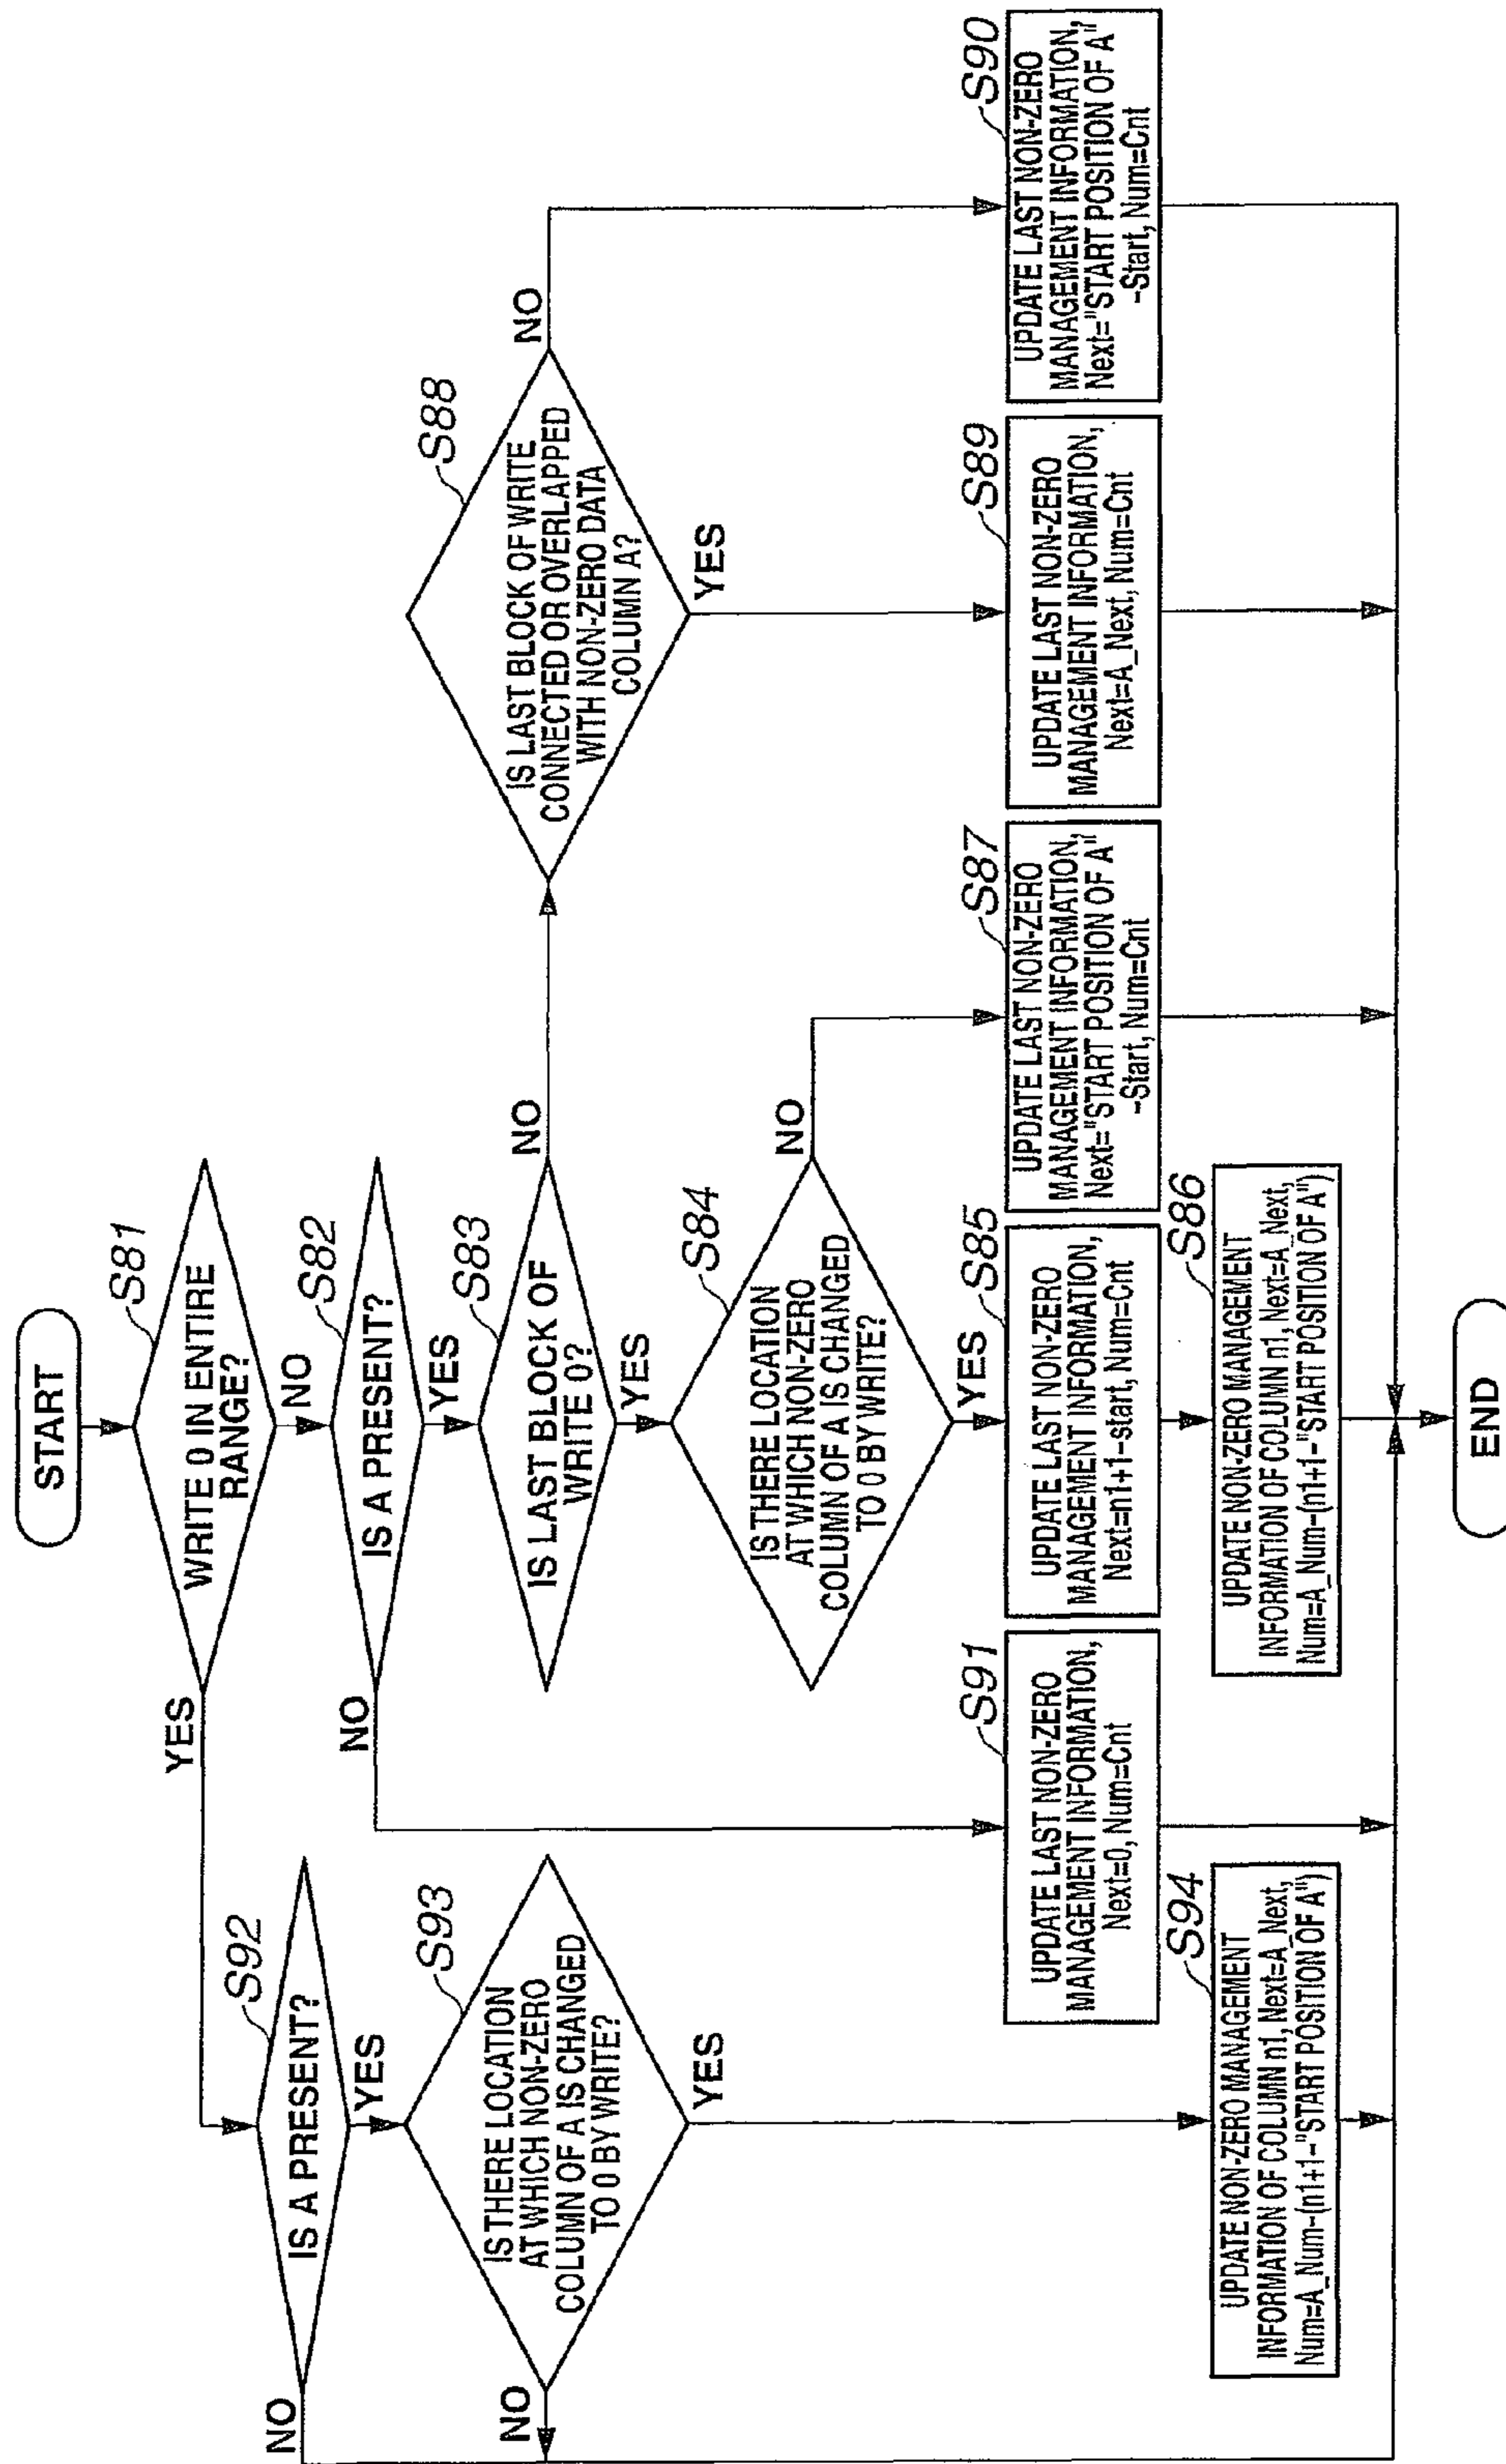 START
S81
WRITE 0 IN ENTIRE
RANGE?
YES
NO
S82
IS A PRESENT?
NO
YES
S83
IS LAST BLOCK OF
WRITE 0?
NO
YES
S84
IS THERE LOCATION
AT WHICH NON-ZERO
COLUMN OF A IS CHANGED
TO 0 BY WRITE?
NO
YES
S85
UPDATE LAST NON-ZERO
MANAGEMENT INFORMATION,
Next=n1+1-start, Num=Cnt
S86
UPDATE NON-ZERO MANAGEMENT
INFORMATION OF COLUMN n1, Next=A_Next,
Num=A_Num-(n1+1-"START POSITION OF A")
S87
UPDATE LAST NON-ZERO
MANAGEMENT INFORMATION,
Next="START POSITION OF A"
-Start, Num=Cnt
S88
IS LAST BLOCK OF WRITE
CONNECTED OR OVERLAPPED
WITH NON-ZERO DATA
COLUMN A?
NO
YES
S89
UPDATE LAST NON-ZERO
MANAGEMENT INFORMATION,
Next=A_Next, Num=Cnt
S90
UPDATE LAST NON-ZERO
MANAGEMENT INFORMATION,
Next="START POSITION OF A"
-Start, Num=Cnt
S91
UPDATE LAST NON-ZERO
MANAGEMENT INFORMATION,
Next=0, Num=Cnt
S92
IS A PRESENT?
NO
YES
S93
IS THERE LOCATION
AT WHICH NON-ZERO
COLUMN OF A IS CHANGED
TO 0 BY WRITE?
NO
YES
S94
UPDATE NON-ZERO MANAGEMENT
INFORMATION OF COLUMN n1, Next=A_Next,
Num=A_Num-(n1+1-"START POSITION OF A")
END